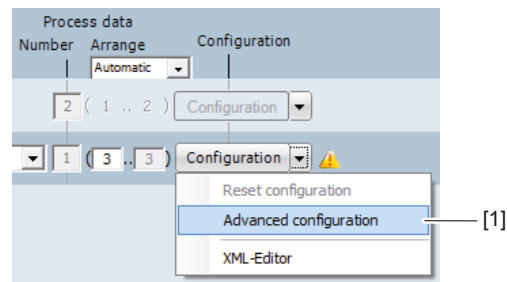 Process data
Number Arrange Configuration
Automatic
2 ( 1 .. 2 ) Configuration
1 ( 3 .. 3 ) Configuration
Reset configuration
Advanced configuration [1]
XML-Editor